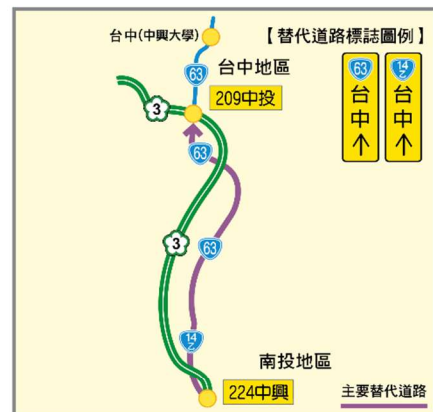 台中(中興大學)
【替代道路標誌圖例】
63
台中地區
209中投
3
63
3
63
14乙
南投地區
224中興
主要替代道路
63
台中↑
14乙
台中↑